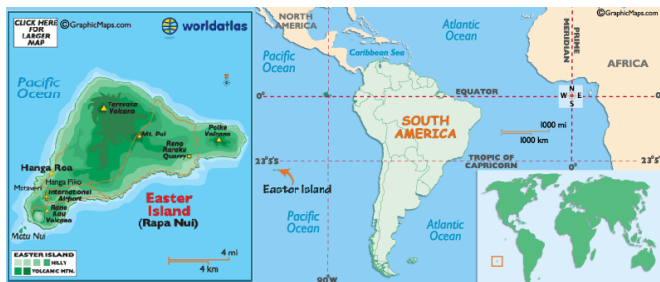 CLICK HERE
FOR
LARGER
MAP
©GraphicMaps.com
worldatlas
Pacific
Ocean
Terevaka
Volcano
Mt. Pui
Poike
Volcano
Rano
Raraku
Quarry
Hanga Roa
Hanga Piko
Mataveri
International
Airport
Rano
Kau
Volcano
Motu Nui
Easter
Island
(Rapa Nui)
4 mi
4 km
EASTER ISLAND
HILLY
VOLCANIC MTN.
NORTH
AMERICA
Atlantic
Ocean
©GraphicMaps.com
Pacific
Ocean
Caribbean Sea
PRIME
MERIDIAN
AFRICA
EQUATOR
0°
N
W E
S
SOUTH
AMERICA
1000 mi
1000 km
23°5'S
TROPIC OF
CAPRICORN
0°
Easter Island
Pacific
Ocean
Atlantic
Ocean
90°W